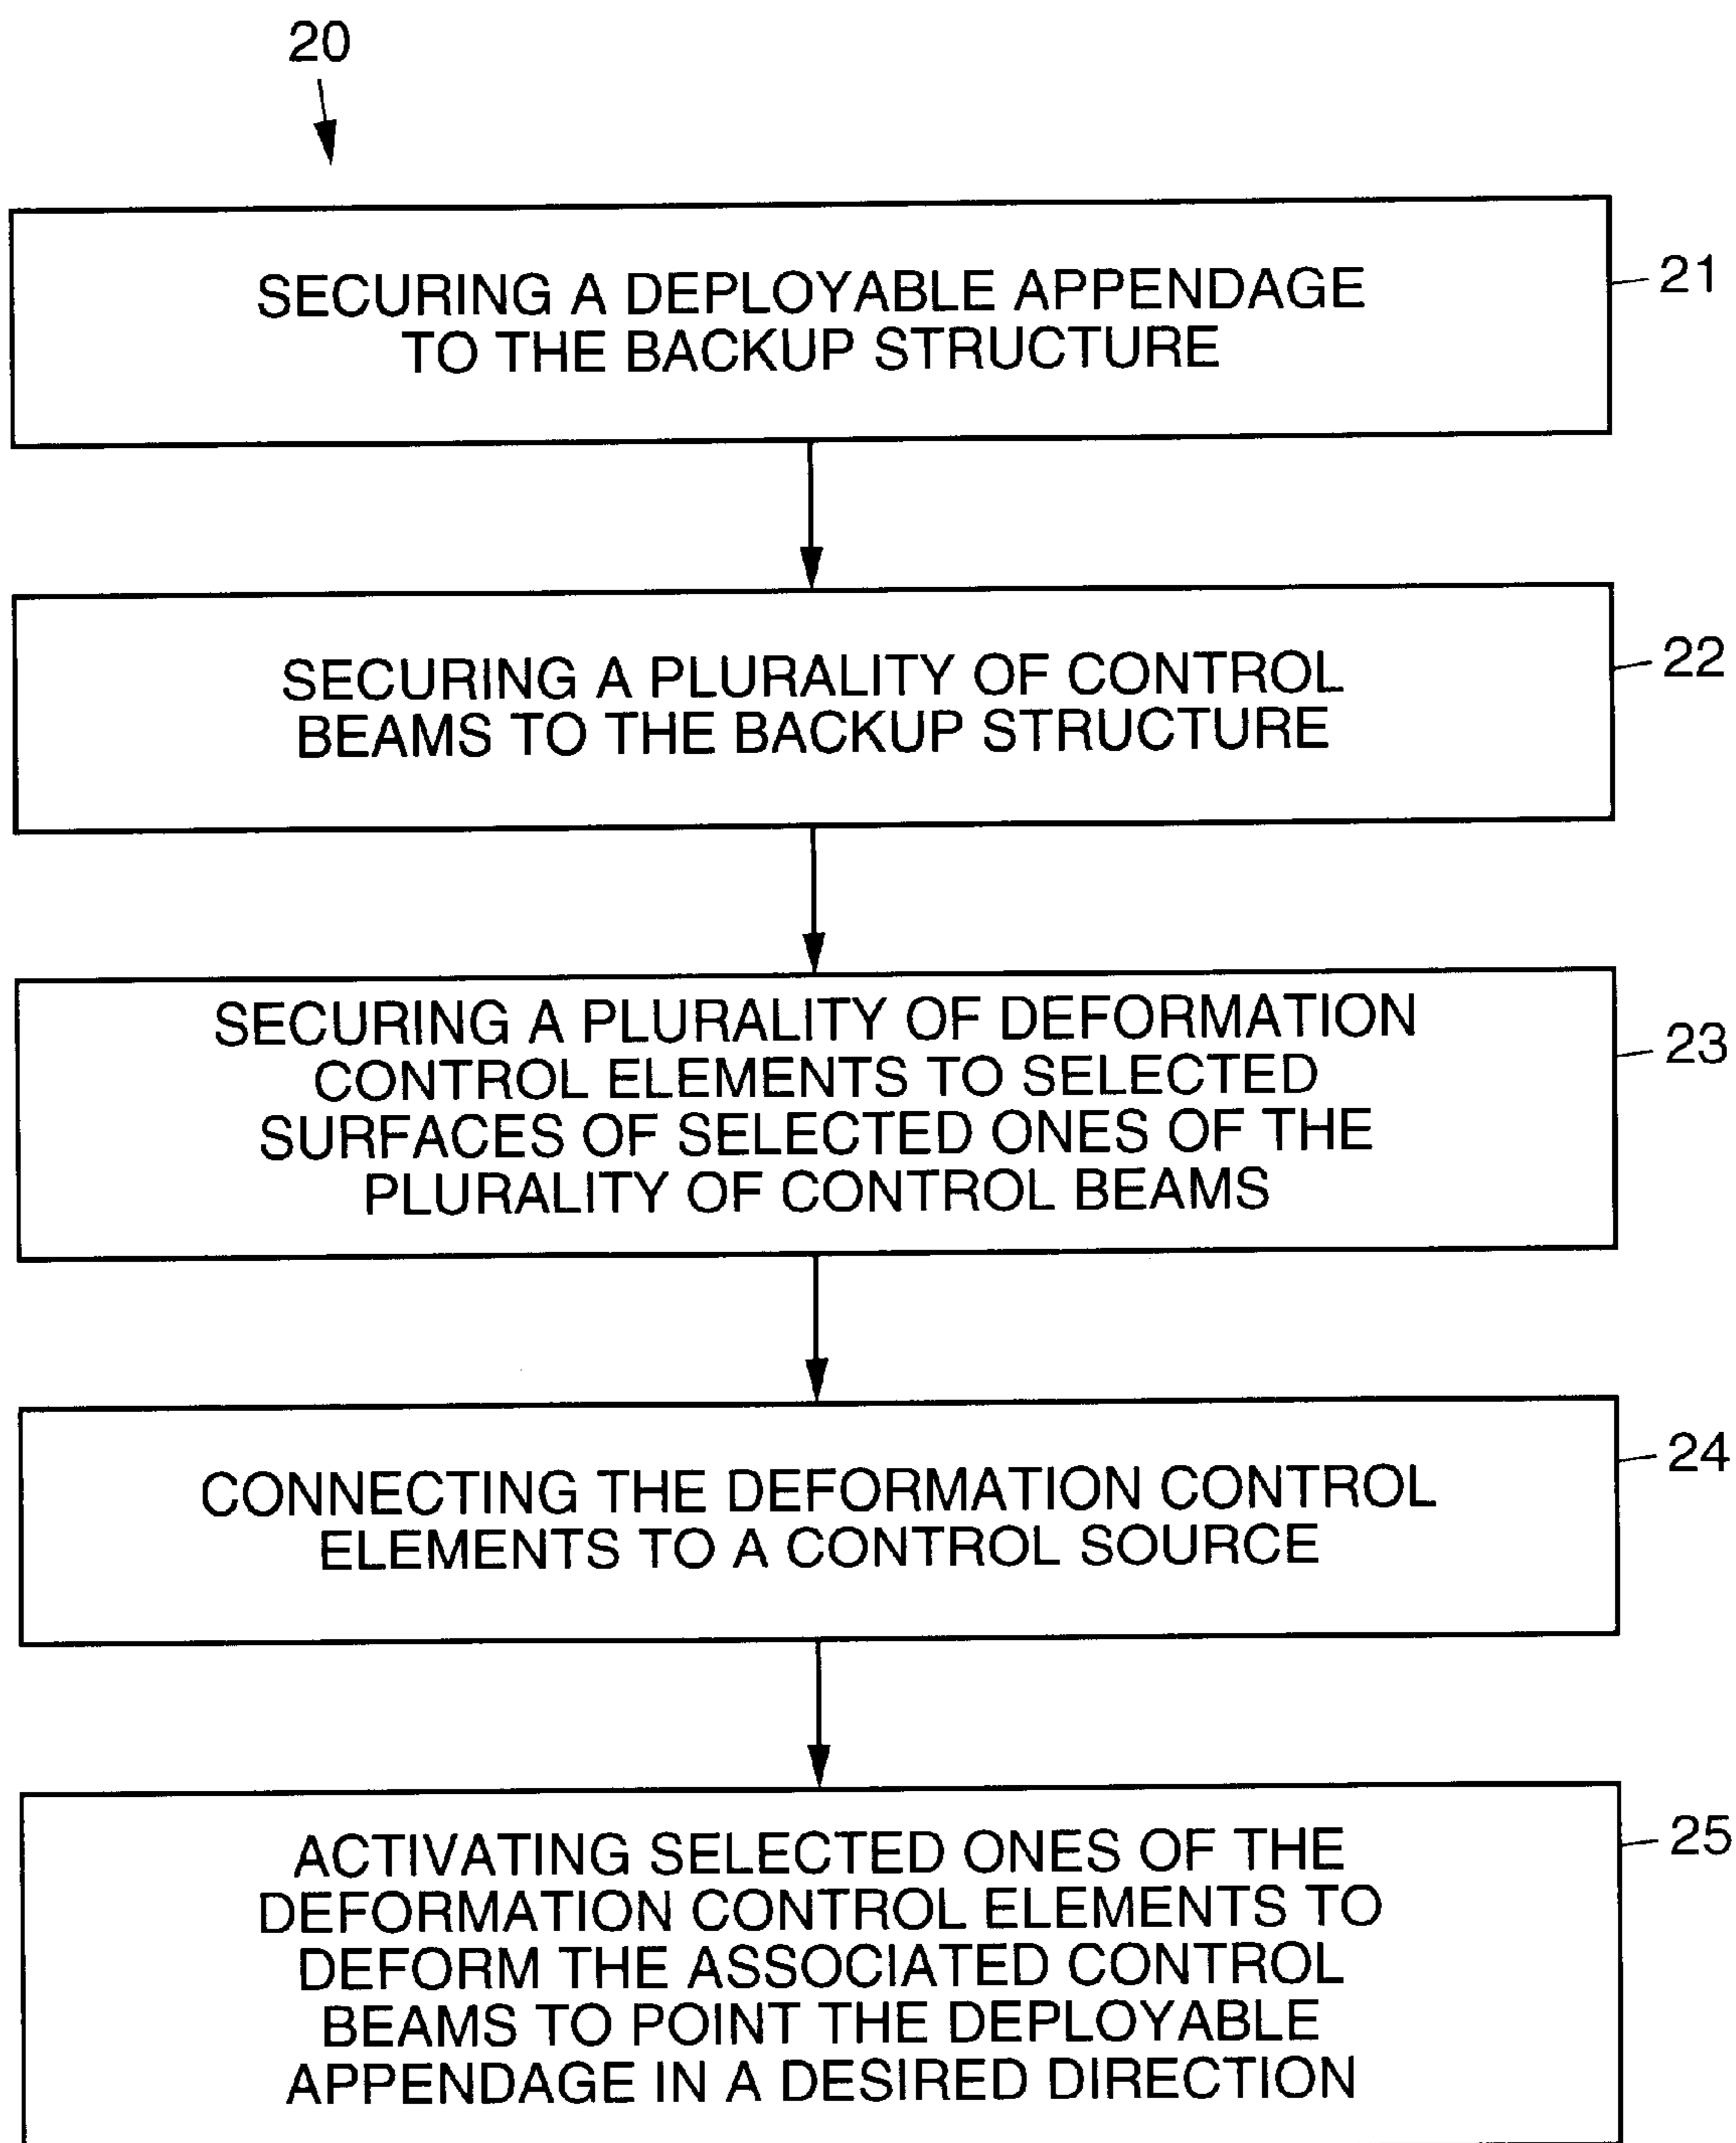 20
SECURING A DEPLOYABLE APPENDAGE
TO THE BACKUP STRUCTURE
21
SECURING A PLURALITY OF CONTROL
BEAMS TO THE BACKUP STRUCTURE
22
SECURING A PLURALITY OF DEFORMATION
CONTROL ELEMENTS TO SELECTED
SURFACES OF SELECTED ONES OF THE
PLURALITY OF CONTROL BEAMS
23
CONNECTING THE DEFORMATION CONTROL
ELEMENTS TO A CONTROL SOURCE
24
ACTIVATING SELECTED ONES OF THE
DEFORMATION CONTROL ELEMENTS TO
DEFORM THE ASSOCIATED CONTROL
BEAMS TO POINT THE DEPLOYABLE
APPENDAGE IN A DESIRED DIRECTION
25